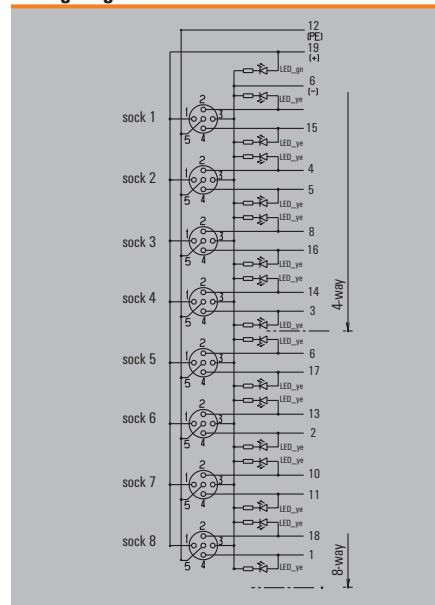 12
(PE)
19
(+)
LED_gn
6
(−)
LED_ye
2
sock 1 1 3
15
5 4
LED_ye
LED_ye
2 4
sock 2 1 3
5
5 4
LED_ye
LED_ye
2 8
sock 3 1 3
16
5 4
LED_ye
LED_ye
2 14
sock 4 1 3
3
5 4
LED_ye
4-way
LED_ye
2 6
sock 5 1 3
17
5 4
LED_ye
LED_ye
2 13
sock 6 1 3
2
5 4
LED_ye
LED_ye
2 10
sock 7 1 3
11
5 4
LED_ye
LED_ye
2 18
sock 8 1 3
1
5 4
LED_ye
8-way